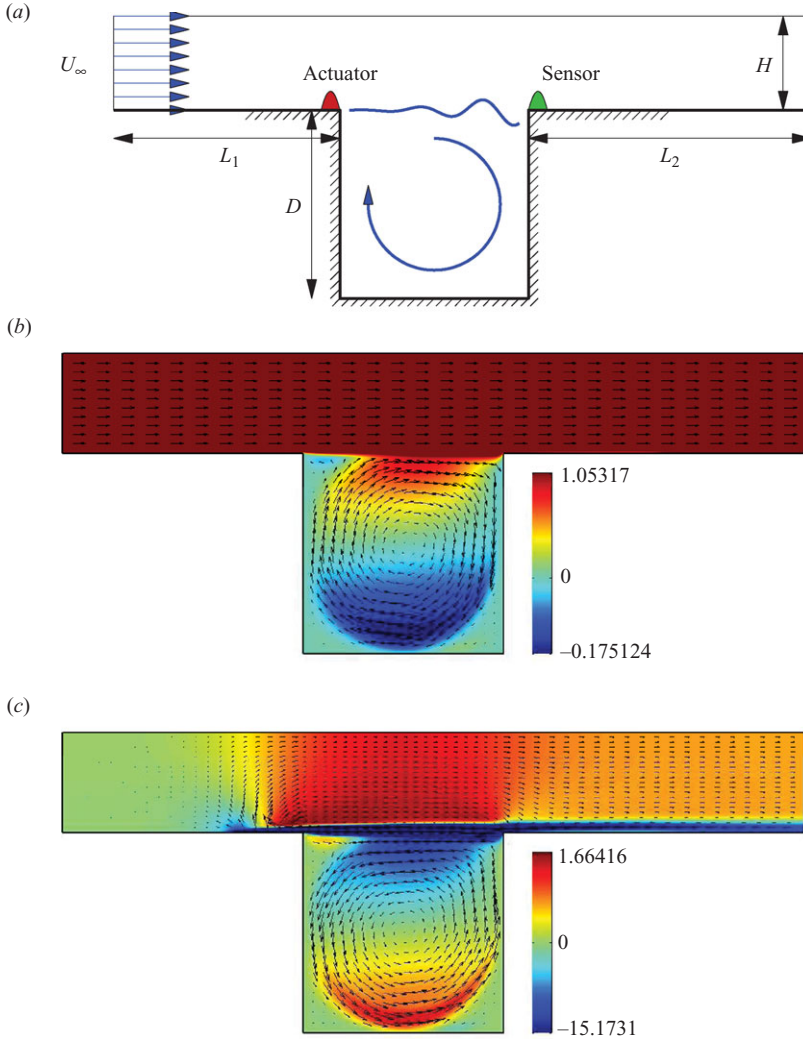 (a)
U∞
Actuator
Sensor
H
L1
L2
D
(b)
1.05317
0
–0.175124
(c)
1.66416
0
–15.1731